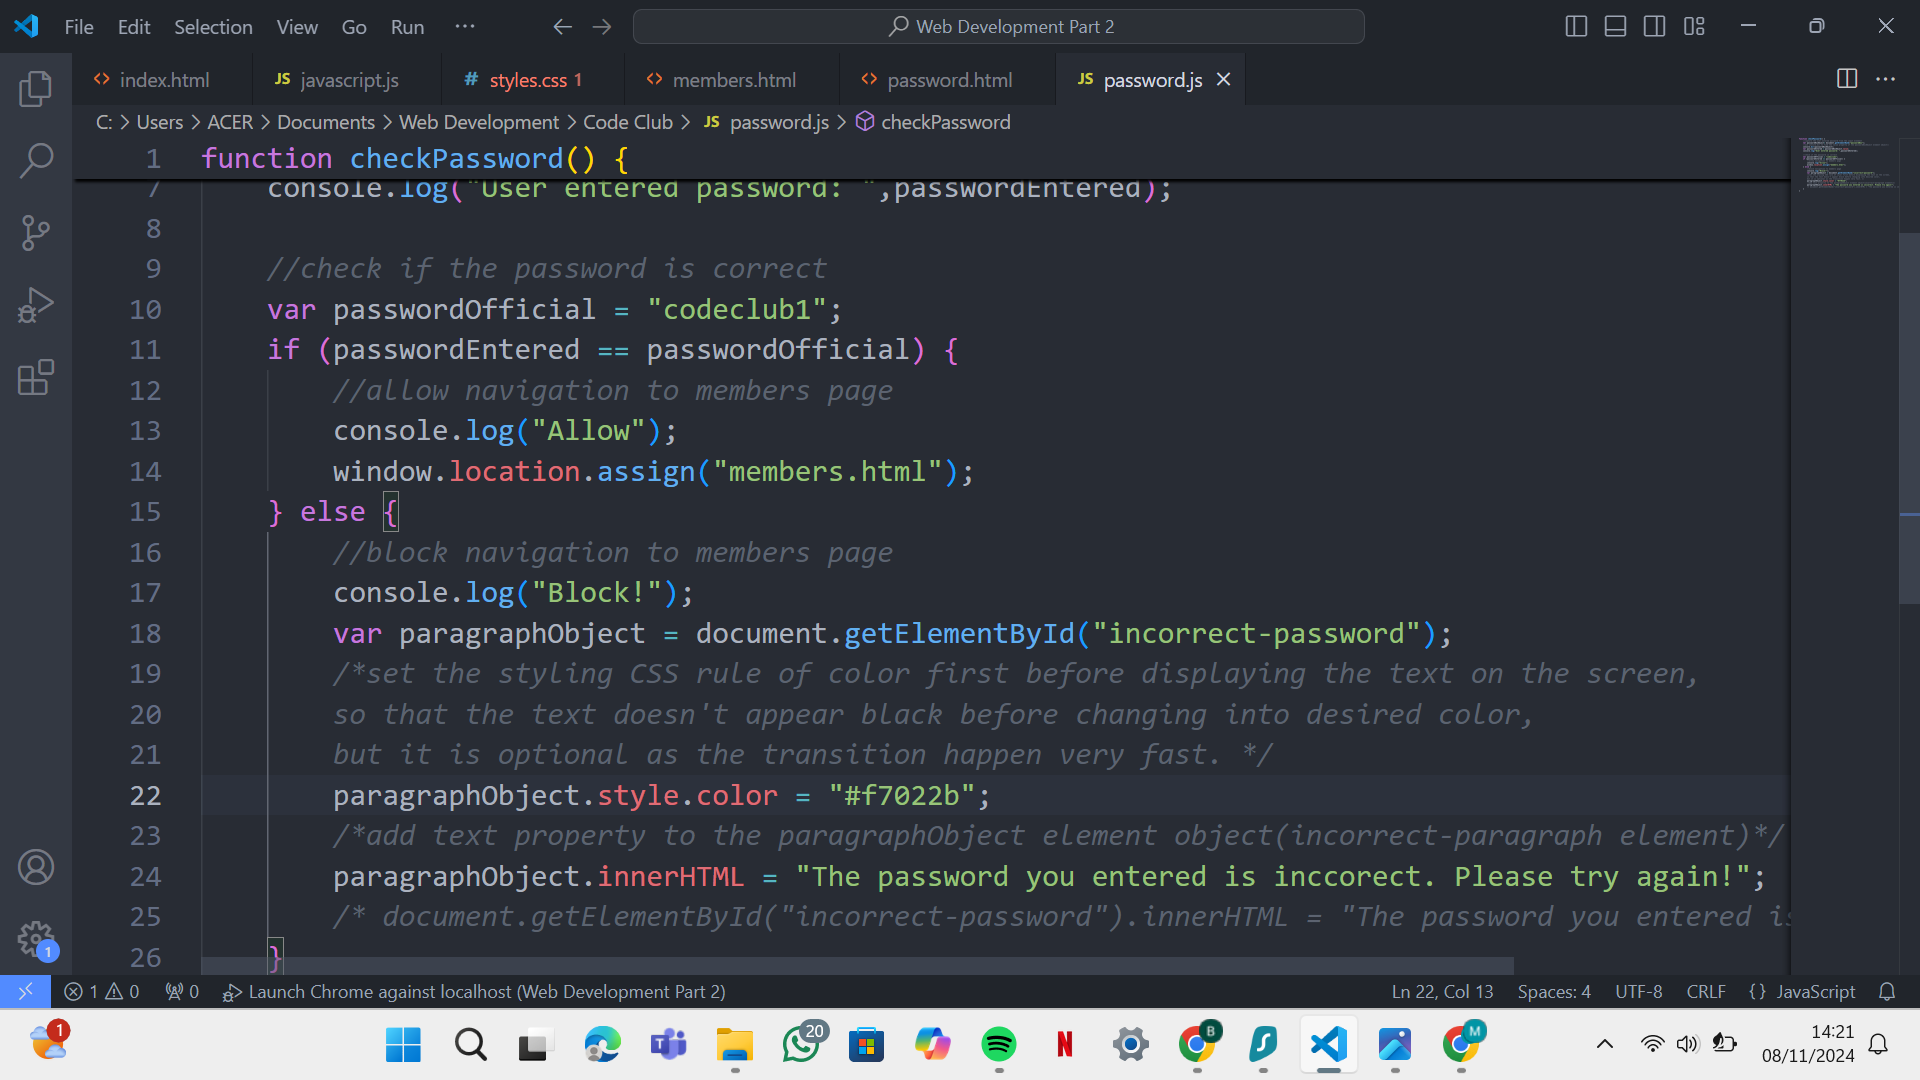 File Edit Selection View Go Run ...
Web Development Part 2
index.html JS javascript.js # styles.css 1 members.html password.html JS password.js
C: > Users > ACER > Documents > Web Development > Code Club > JS password.js > checkPassword
1 function checkPassword() {
7 console.log("User entered password: ",passwordEntered);
8
9 //check if the password is correct
10 var passwordOfficial = "codeclub1";
11 if (passwordEntered == passwordOfficial) {
12 //allow navigation to members page
13 console.log("Allow");
14 window.location.assign("members.html");
15 } else {
16 //block navigation to members page
17 console.log("Block!");
18 var paragraphObject = document.getElementById("incorrect-password");
19 /*set the styling CSS rule of color first before displaying the text on the screen,
20 so that the text doesn't appear black before changing into desired color,
21 but it is optional as the transition happen very fast. */
22 paragraphObject.style.color = "#f7022b";
23 /*add text property to the paragraphObject element object(incorrect-paragraph element)*/
24 paragraphObject.innerHTML = "The password you entered is inccorect. Please try again!";
25 /* document.getElementById("incorrect-password").innerHTML = "The password you entered is
26 }
1
1 0 0 Launch Chrome against localhost (Web Development Part 2) Ln 22, Col 13 Spaces: 4 UTF-8 CRLF {} JavaScript
1 T 20 N B M 14:21
08/11/2024